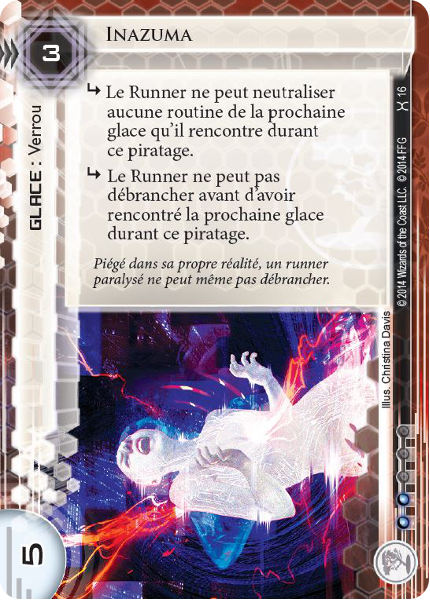 INAZUMA
3
↳ Le Runner ne peut neutraliser
aucune routine de la prochaine
glace qu'il rencontre durant
ce piratage.
↳ Le Runner ne peut pas
débrancher avant d'avoir
rencontré la prochaine glace
durant ce piratage.
Piégé dans sa propre réalité, un runner
paralysé ne peut même pas débrancher.
GLACE : Verrou
16
© 2014 Wizards of the Coast LLC. © 2014 FFG
Illus. Christina Davis
5